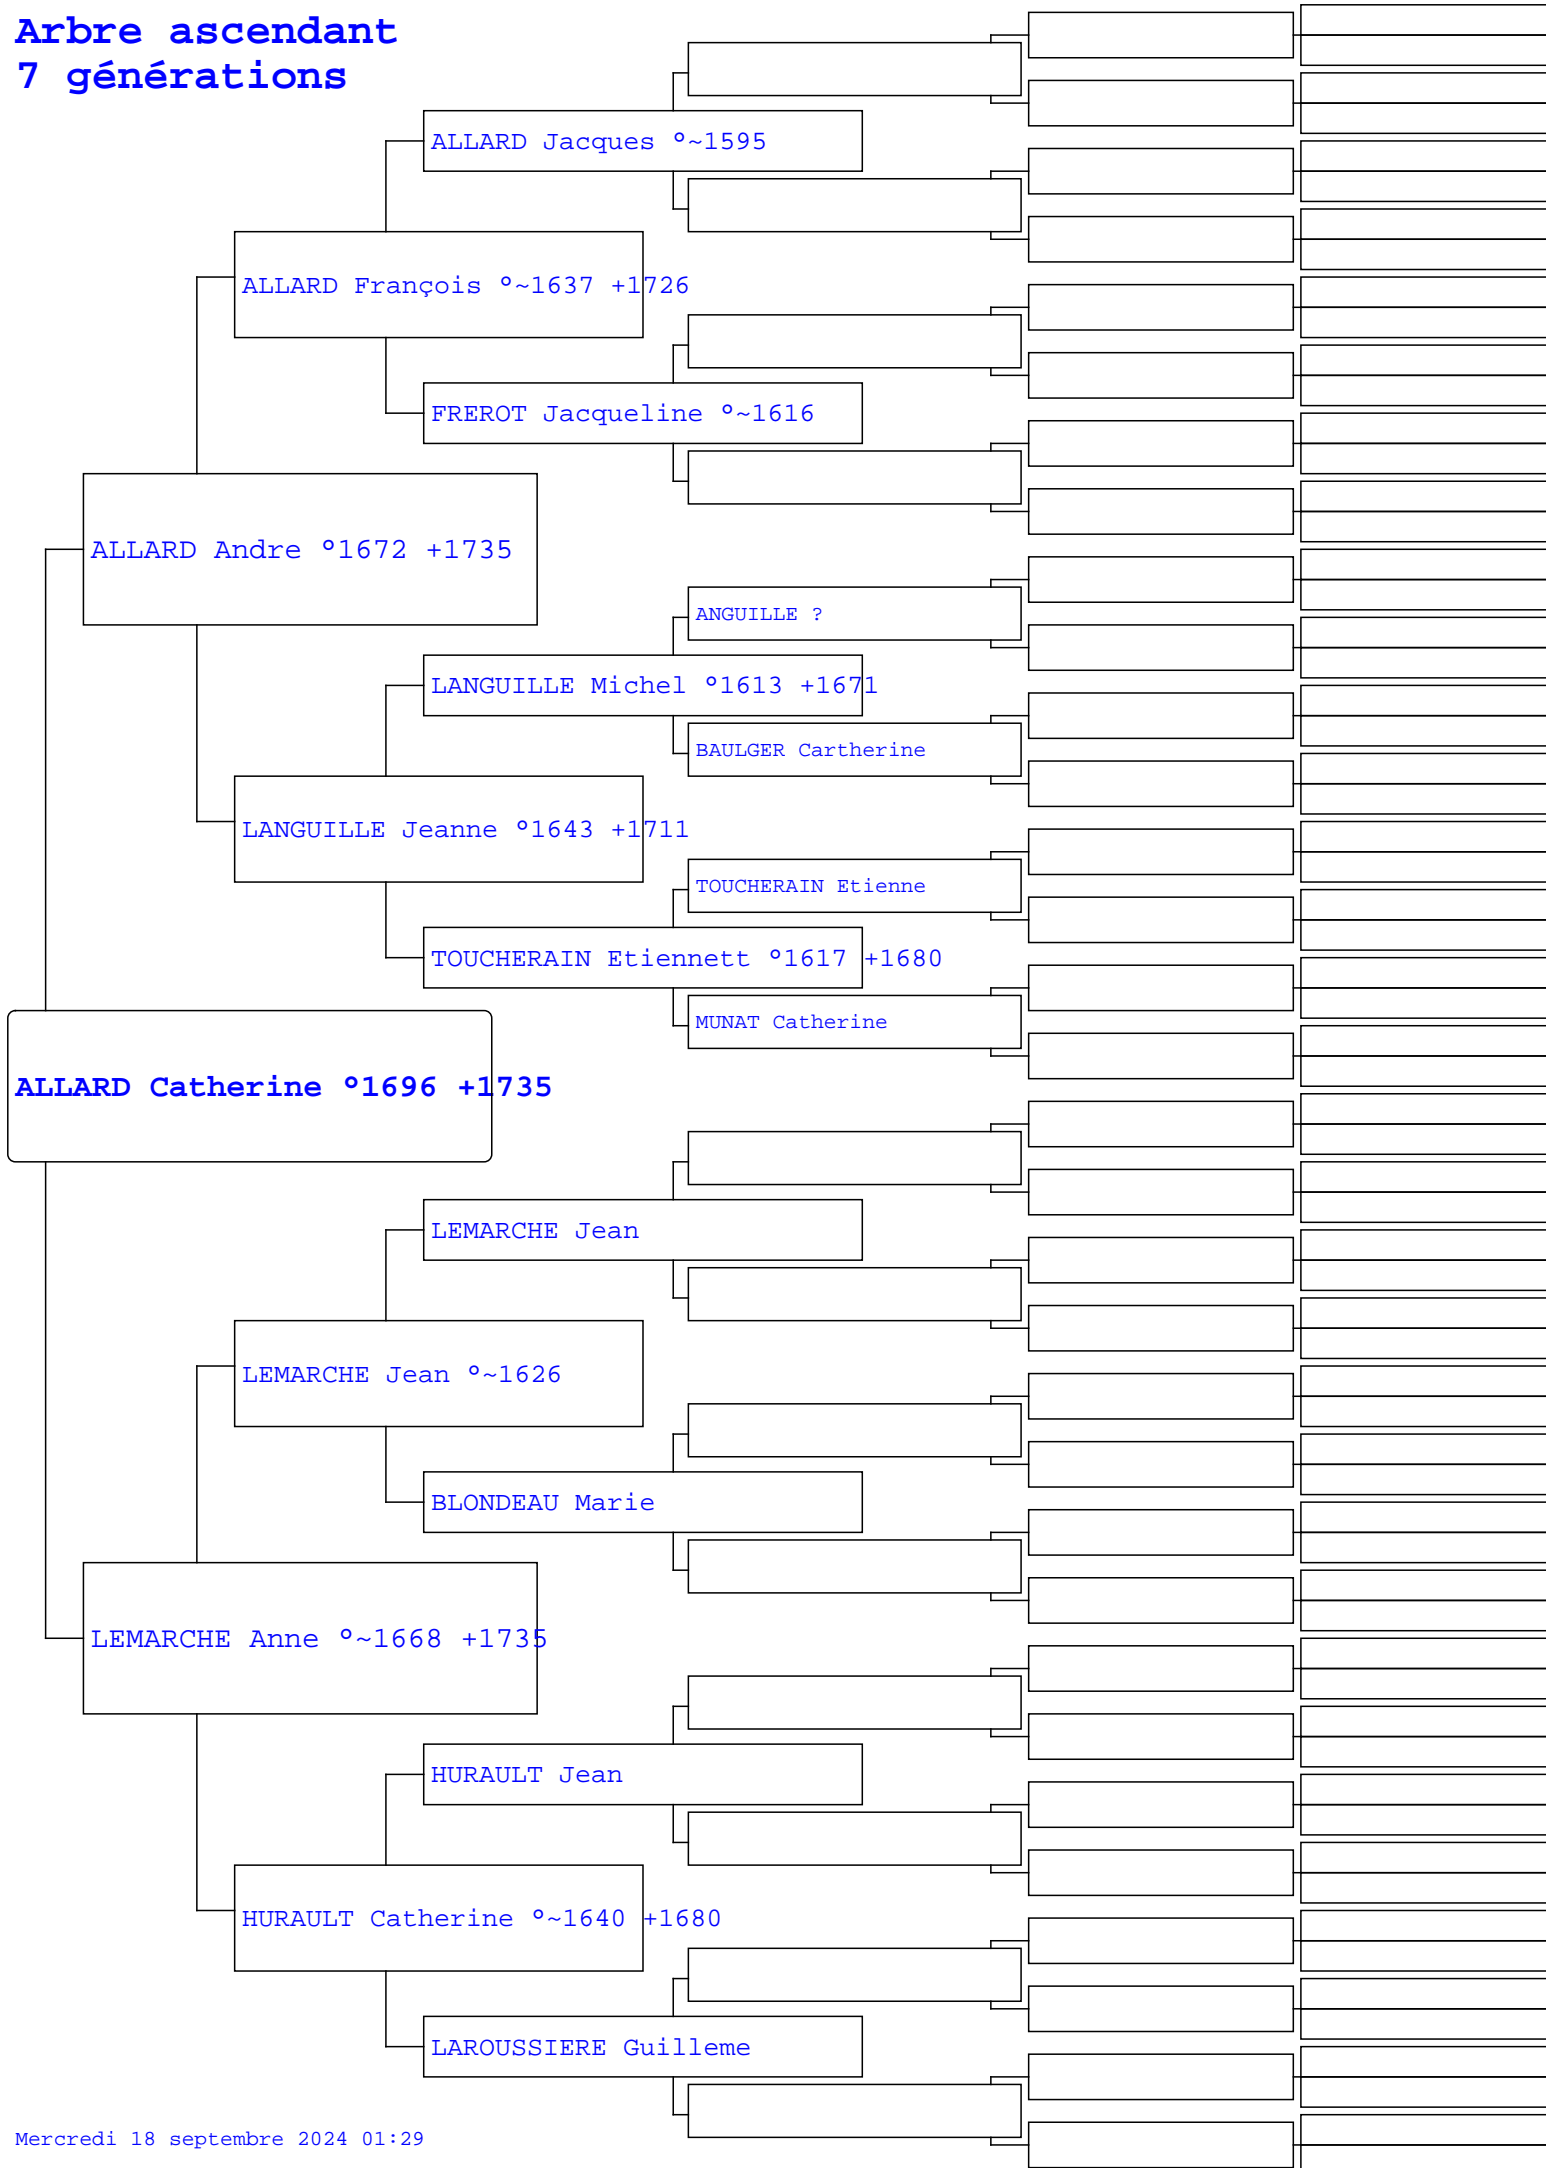 Arbre ascendant
7 générations
ALLARD Jacques °~1595
ALLARD François °~1637 +1726
FREROT Jacqueline °~1616
ALLARD Andre °1672 +1735
ANGUILLE ?
LANGUILLE Michel °1613 +1671
BAULGER Cartherine
LANGUILLE Jeanne °1643 +1711
TOUCHERAIN Etienne
TOUCHERAIN Etiennett °1617 +1680
MUNAT Catherine
ALLARD Catherine °1696 +1735
LEMARCHE Jean
LEMARCHE Jean °~1626
BLONDEAU Marie
LEMARCHE Anne °~1668 +1735
HURAULT Jean
HURAULT Catherine °~1640 +1680
LAROUSSIERE Guilleme
Mercredi 18 septembre 2024 01:29